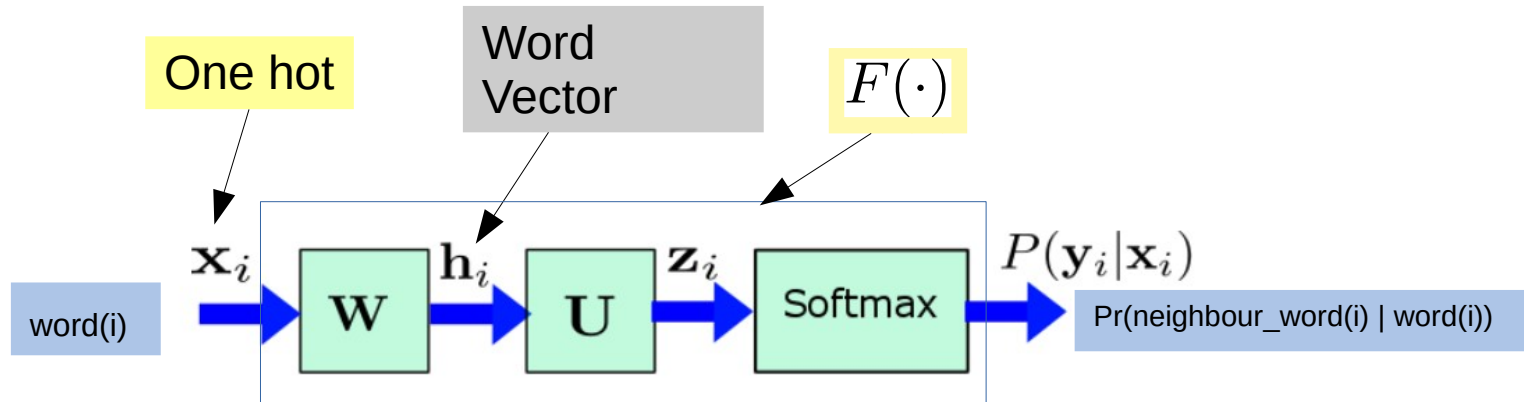 One hot
Word
Vector
F(·)
x_i
h_i
z_i
P(y_i|x_i)
word(i)
W
U
Softmax
Pr(neighbour_word(i) | word(i))